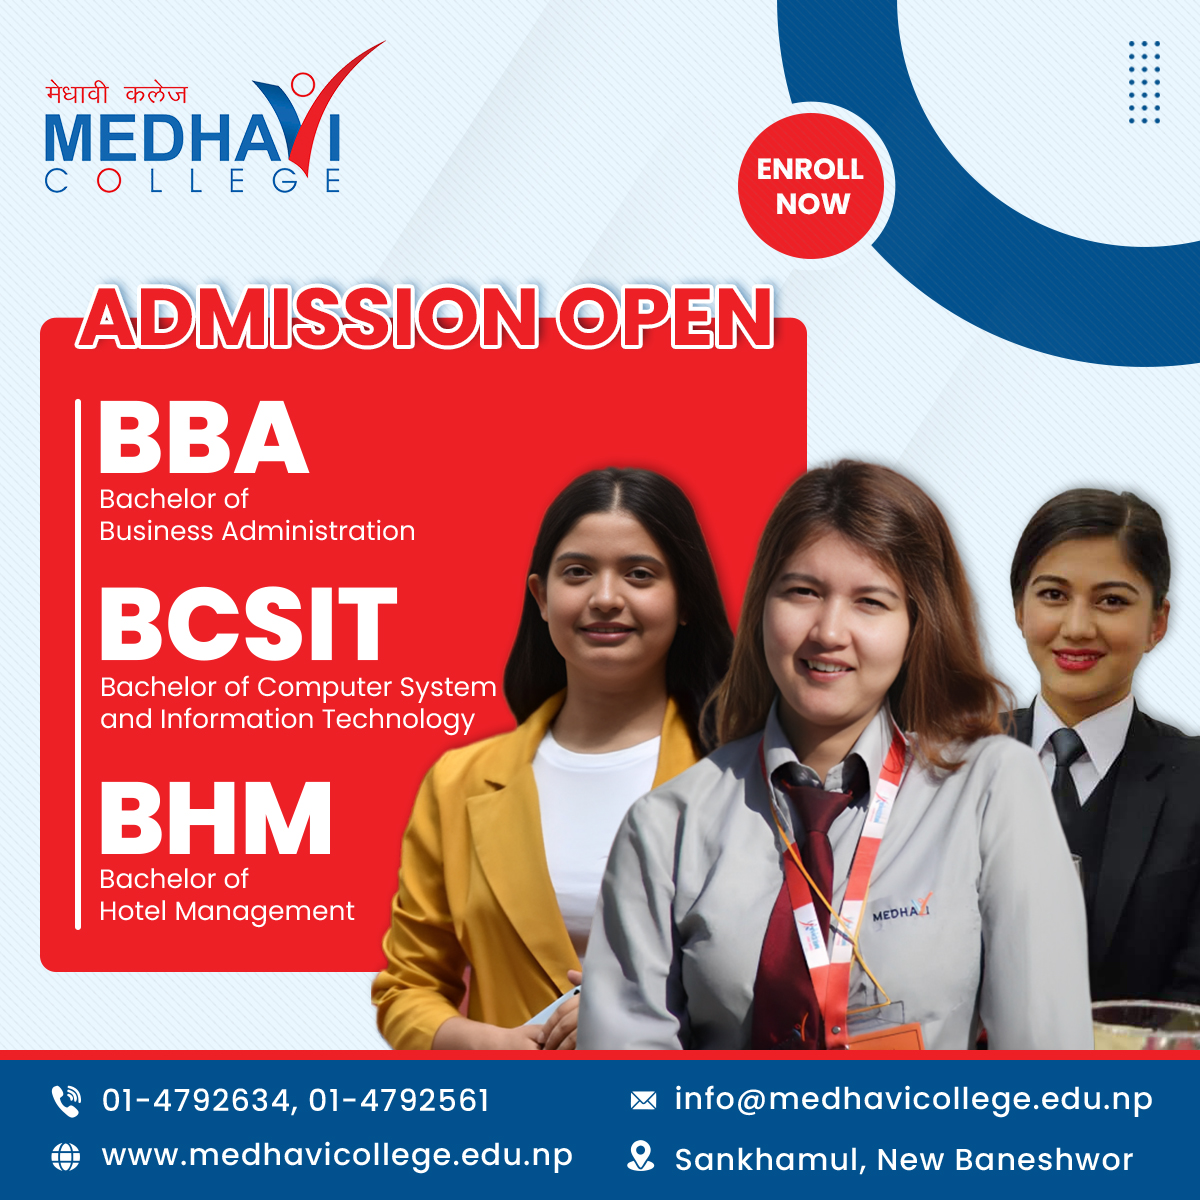 मेधावी कलेज
MEDHAVI
COLLEGE
ENROLL
NOW
ADMISSION OPEN
BBA
Bachelor of
Business Administration
BCSIT
Bachelor of Computer System
and Information Technology
BHM
Bachelor of
Hotel Management
MEDHAVI
01-4792634, 01-4792561
info@medhavicollege.edu.np
www.medhavicollege.edu.np
Sankhamul, New Baneshwor